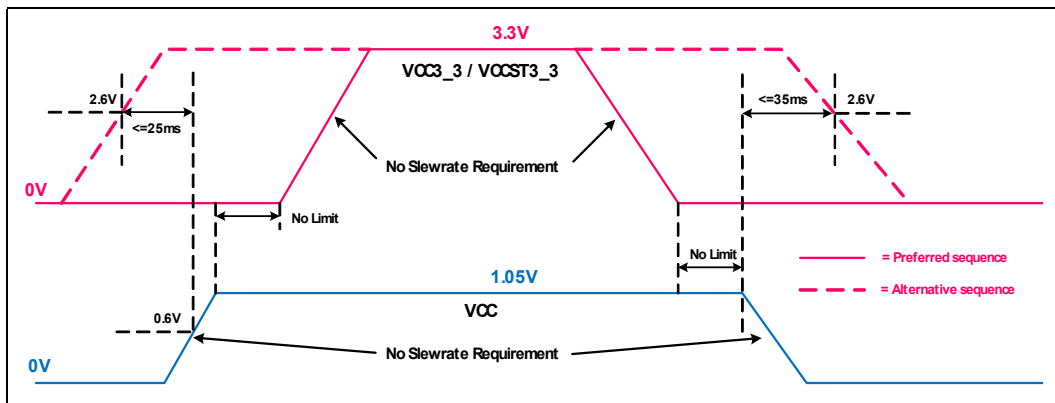 3.3V
VCC3_3 / VCCST3_3
2.6V
<=25ms
<=35ms
2.6V
No Slewrate Requirement
0V
No Limit
No Limit
= Preferred sequence
= Alternative sequence
1.05V
VCC
0.6V
No Slewrate Requirement
0V